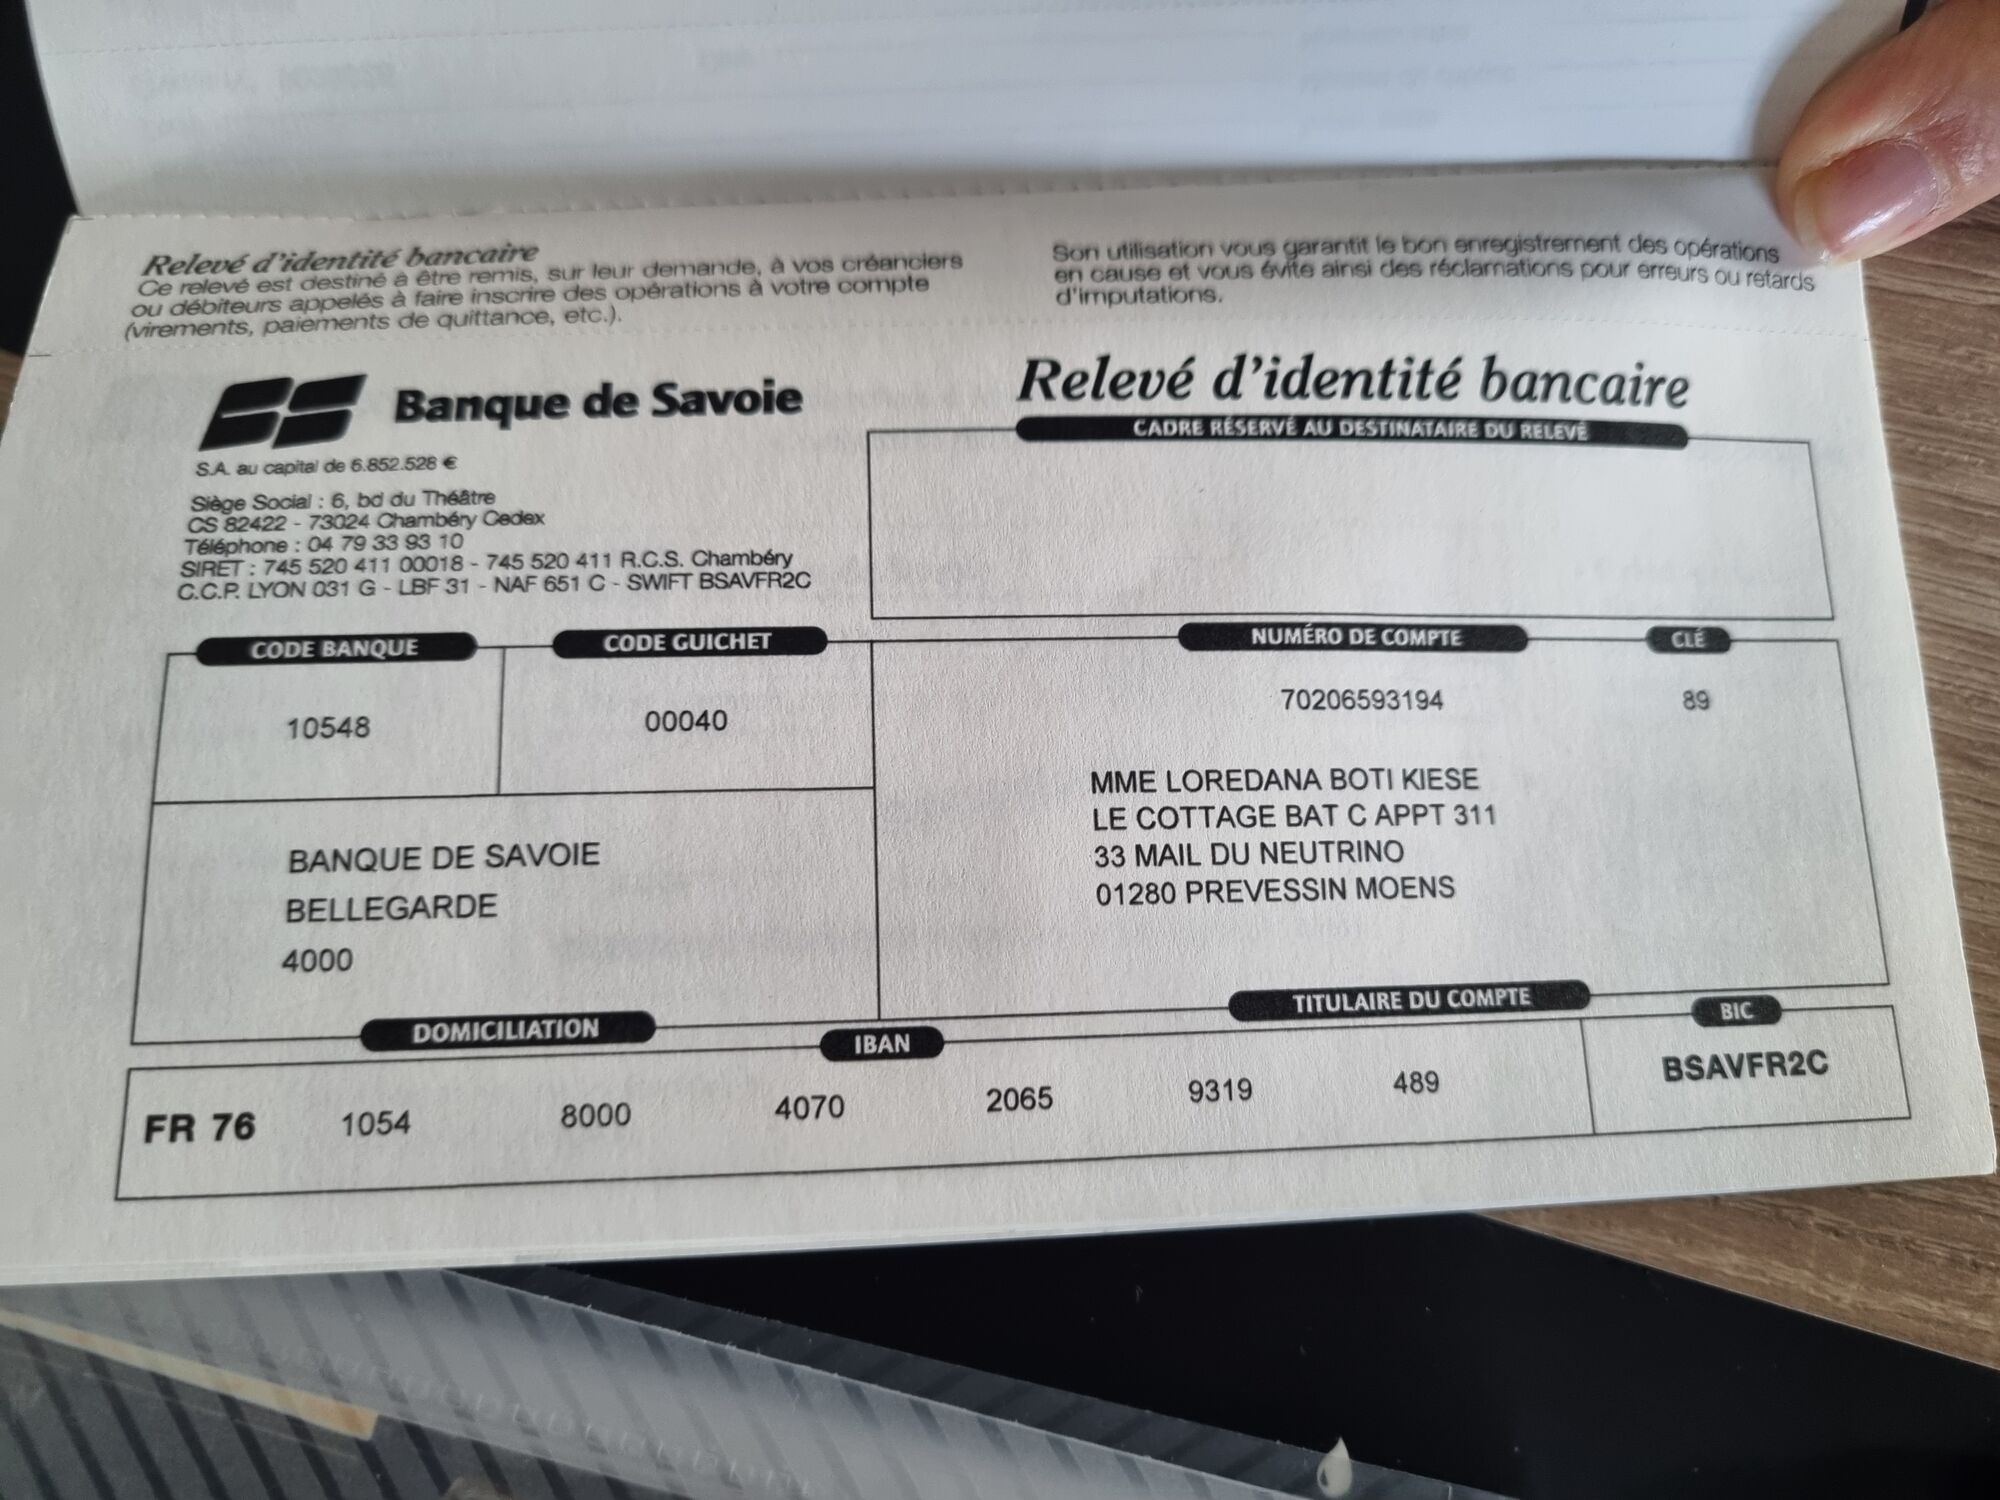 Relevé d'identité bancaire
Ce relevé est destiné à être remis, sur leur demande, à vos créanciers
ou débiteurs appelés à faire inscrire des opérations à votre compte
(virements, paiements de quittance, etc.).
Son utilisation vous garantit le bon enregistrement des opérations
en cause et vous évite ainsi des réclamations pour erreurs ou retards
d'imputations.
Banque de Savoie
S.A. au capital de 6.852.528 €
Siège Social : 6, bd du Théâtre
CS 82422 - 73024 Chambéry Cedex
Téléphone : 04 79 33 93 10
SIRET : 745 520 411 00018 - 745 520 411 R.C.S. Chambéry
C.C.P. LYON 031 G - LBF 31 - NAF 651 C - SWIFT BSAVFR2C
Relevé d'identité bancaire
CADRE RÉSERVÉ AU DESTINATAIRE DU RELEVÉ
CODE BANQUE CODE GUICHET NUMÉRO DE COMPTE CLÉ
10548 00040 70206593194 89
BANQUE DE SAVOIE
BELLEGARDE
4000
MME LOREDANA BOTI KIESE
LE COTTAGE BAT C APPT 311
33 MAIL DU NEUTRINO
01280 PREVESSIN MOENS
DOMICILIATION IBAN TITULAIRE DU COMPTE BIC
FR 76 1054 8000 4070 2065 9319 489 BSAVFR2C